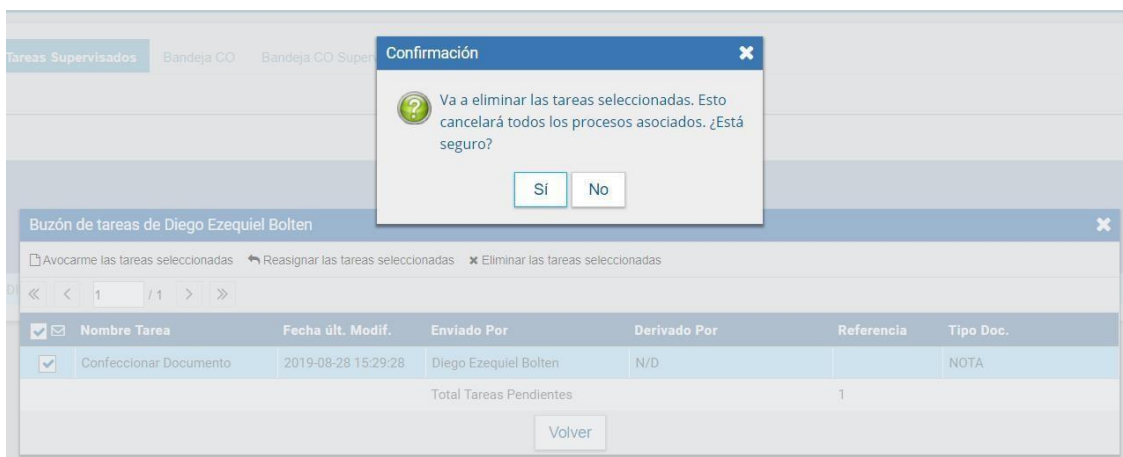 Tareas Supervisados Bandeja CO Bandeja CO Super
Confirmación
Va a eliminar las tareas seleccionadas. Esto
cancelará todos los procesos asociados. ¿Está
seguro?
Sí No
Buzón de tareas de Diego Ezequiel Bolten
Avocarme las tareas seleccionadas Reasignar las tareas seleccionadas Eliminar las tareas seleccionadas
1 / 1
Nombre Tarea Fecha últ. Modif. Enviado Por Derivado Por Referencia Tipo Doc.
Confeccionar Documento 2019-08-28 15:29:28 Diego Ezequiel Bolten N/D NOTA
Total Tareas Pendientes 1
Volver